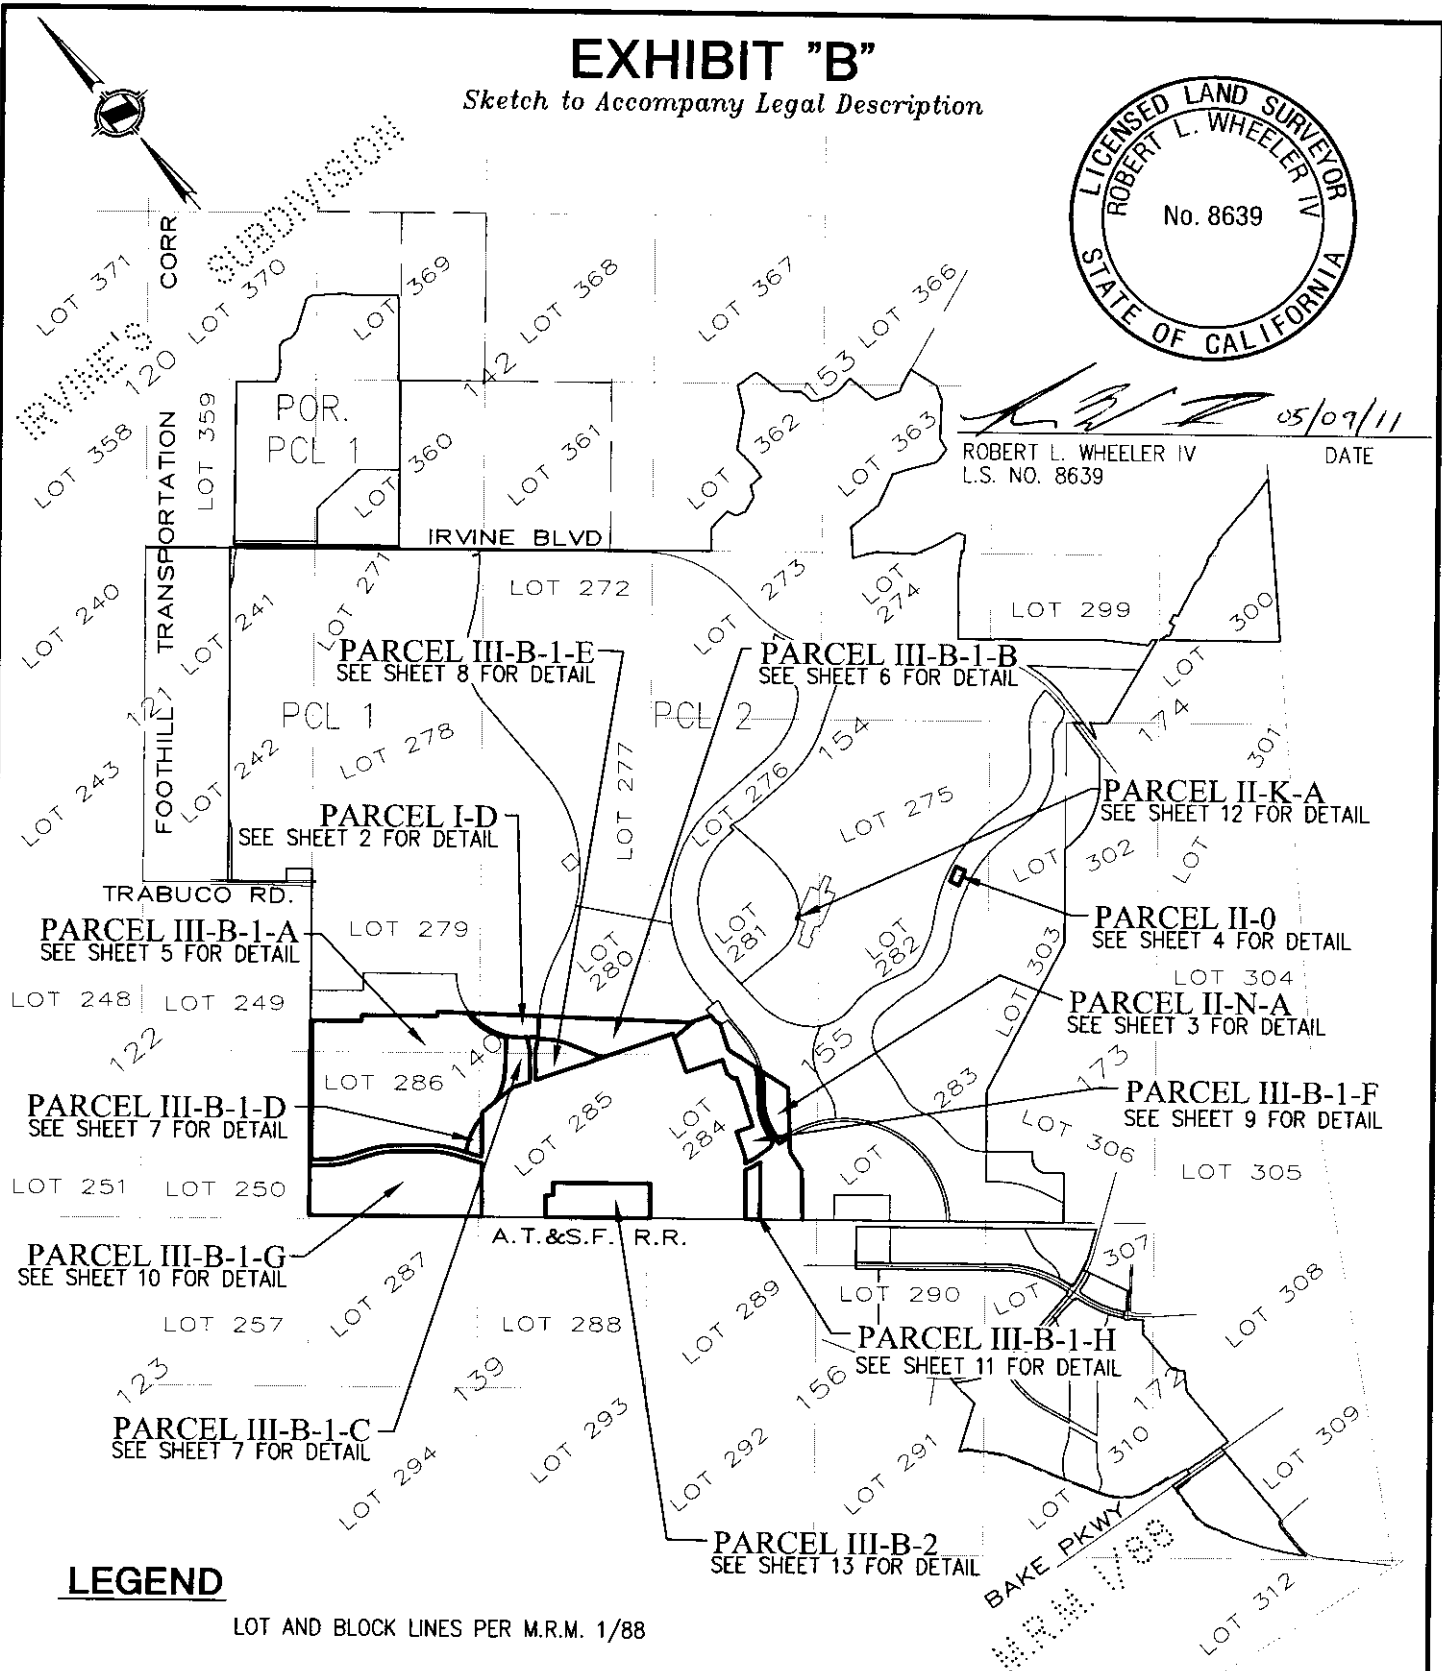 EXHIBIT "B"
Sketch to Accompany Legal Description
LICENSED LAND SURVEYOR
ROBERT L. WHEELER IV
No. 8639
STATE OF CALIFORNIA
05/09/11
ROBERT L. WHEELER IV
L.S. NO. 8639
DATE
IRVINE'S SUBDIVISION
FOOTHILL TRANSPORTATION CORR
LOT 371
120
LOT 370
LOT 369
142
LOT 368
LOT 367
153
LOT 366
LOT 358
LOT 359
POR.
PCL 1
LOT 360
LOT 361
LOT 362
LOT 363
IRVINE BLVD
LOT 240
LOT 241
LOT 271
LOT 272
LOT 273
LOT 274
LOT 299
LOT 300
PARCEL III-B-1-E
SEE SHEET 8 FOR DETAIL
PARCEL III-B-1-B
SEE SHEET 6 FOR DETAIL
121
PCL 1
PCL 2
154
174
LOT 301
LOT 243
LOT 242
LOT 278
LOT 277
LOT 276
LOT 275
PARCEL II-K-A
SEE SHEET 12 FOR DETAIL
PARCEL I-D
SEE SHEET 2 FOR DETAIL
LOT 302
TRABUCO RD.
PARCEL III-B-1-A
SEE SHEET 5 FOR DETAIL
LOT 279
LOT 280
LOT 281
LOT 282
LOT 303
PARCEL II-0
SEE SHEET 4 FOR DETAIL
LOT 304
LOT 248
LOT 249
PARCEL II-N-A
SEE SHEET 3 FOR DETAIL
122
140
155
173
LOT 286
LOT 285
LOT 284
LOT 283
PARCEL III-B-1-D
SEE SHEET 7 FOR DETAIL
PARCEL III-B-1-F
SEE SHEET 9 FOR DETAIL
LOT 306
LOT 305
LOT 251
LOT 250
A.T.&S.F. R.R.
PARCEL III-B-1-G
SEE SHEET 10 FOR DETAIL
LOT 287
LOT 289
LOT 290
LOT 307
LOT 308
LOT 257
LOT 288
PARCEL III-B-1-H
SEE SHEET 11 FOR DETAIL
123
139
156
172
PARCEL III-B-1-C
SEE SHEET 7 FOR DETAIL
LOT 294
LOT 293
LOT 292
LOT 291
LOT 310
LOT 309
PARCEL III-B-2
SEE SHEET 13 FOR DETAIL
BAKE PKWY
M.R.M. 1/88
LOT 312
LEGEND
LOT AND BLOCK LINES PER M.R.M. 1/88